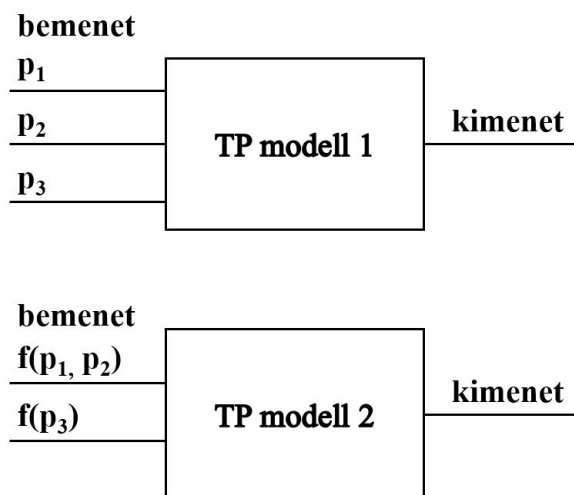 bemenet
p₁
p₂
p₃
TP modell 1
kimenet
bemenet
f(p₁, p₂)
f(p₃)
TP modell 2
kimenet